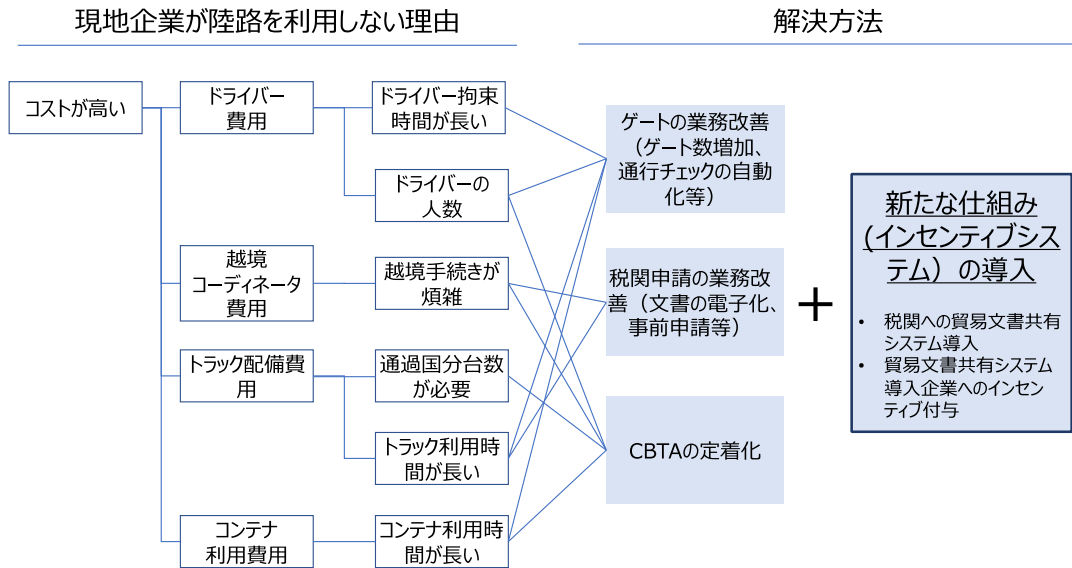 現地企業が陸路を利用しない理由
解決方法
コストが高い
ドライバー
費用
ドライバー拘束
時間が長い
ドライバーの
人数
越境
コーディネータ
費用
越境手続きが
煩雑
トラック配備費
用
通過国分台数
が必要
トラック利用時
間が長い
コンテナ
利用費用
コンテナ利用時
間が長い
ゲートの業務改善
（ゲート数増加、
通行チェックの自動
化等）
税関申請の業務改
善（文書の電子化、
事前申請等）
CBTAの定着化
+
新たな仕組み
(インセンティブシス
テム）の導入
• 税関への貿易文書共有
システム導入
• 貿易文書共有システム
導入企業へのインセン
ティブ付与